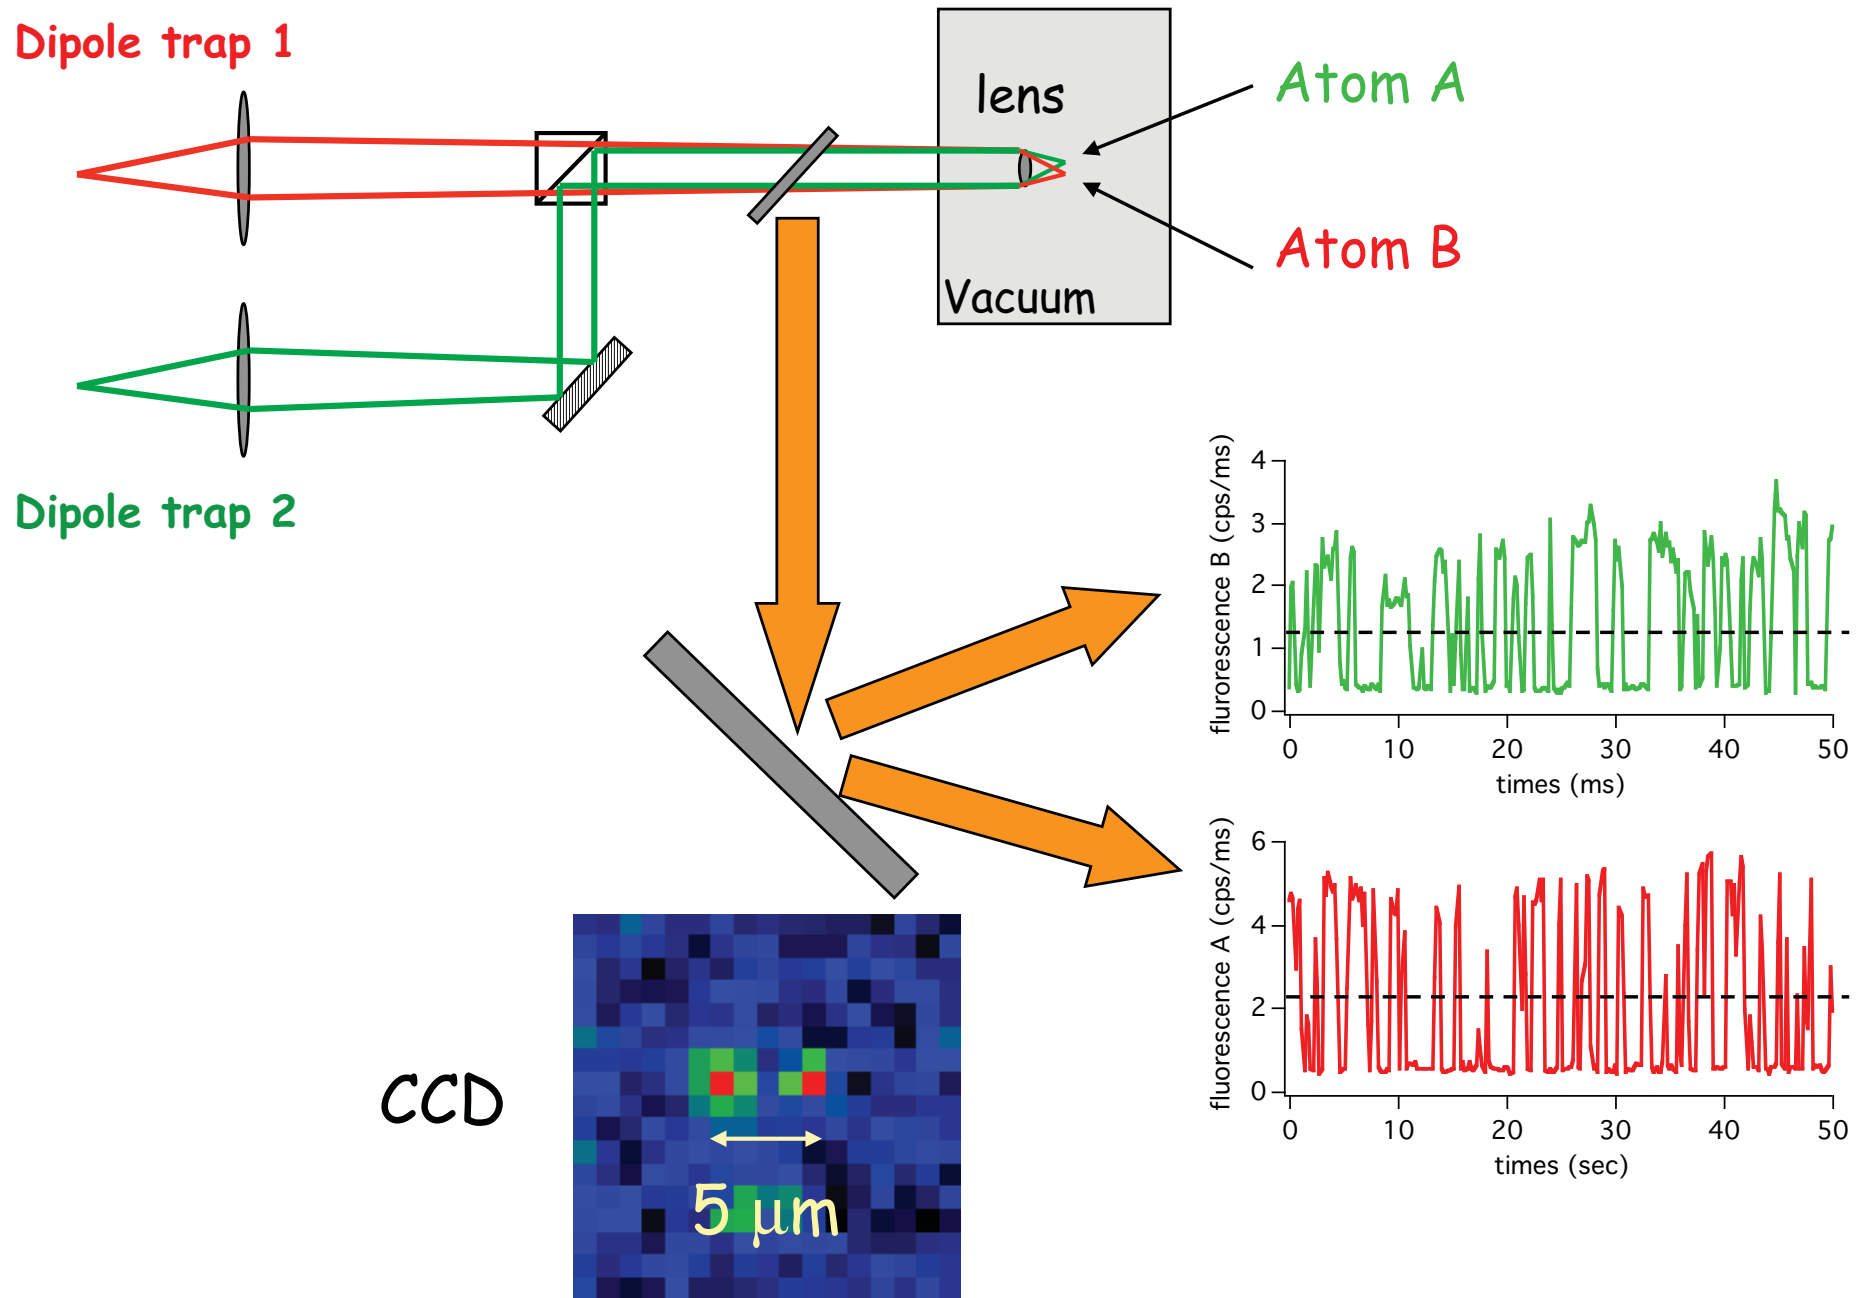 Dipole trap 1
lens
Atom A
Atom B
Vacuum
Dipole trap 2
flurorescence B (cps/ms)
4
3
2
1
0
0 10 20 30 40 50
times (ms)
fluorescence A (cps/ms)
6
4
2
0
0 10 20 30 40 50
times (sec)
CCD
5 μm